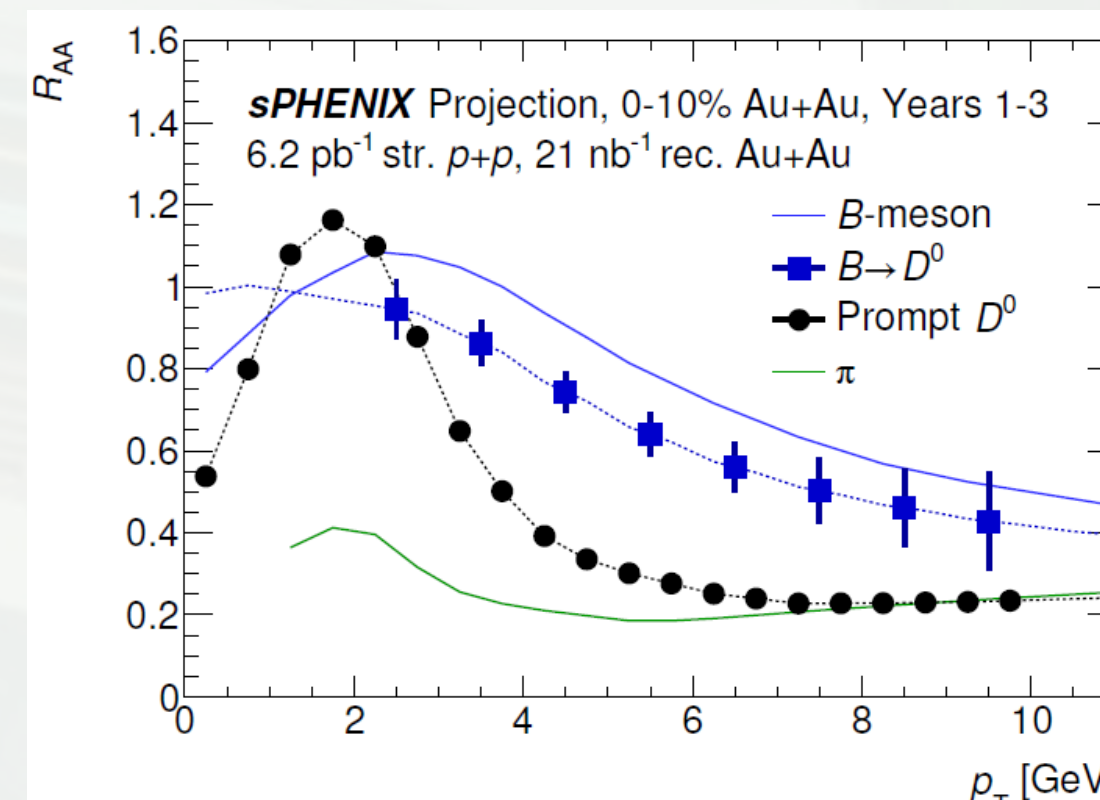 R_AA
1.6
sPHENIX Projection, 0-10% Au+Au, Years 1-3
1.4
6.2 pb⁻¹ str. p+p, 21 nb⁻¹ rec. Au+Au
1.2
B-meson
B→D⁰
1
Prompt D⁰
0.8
π
0.6
0.4
0.2
0
0 2 4 6 8 10
p_T [GeV